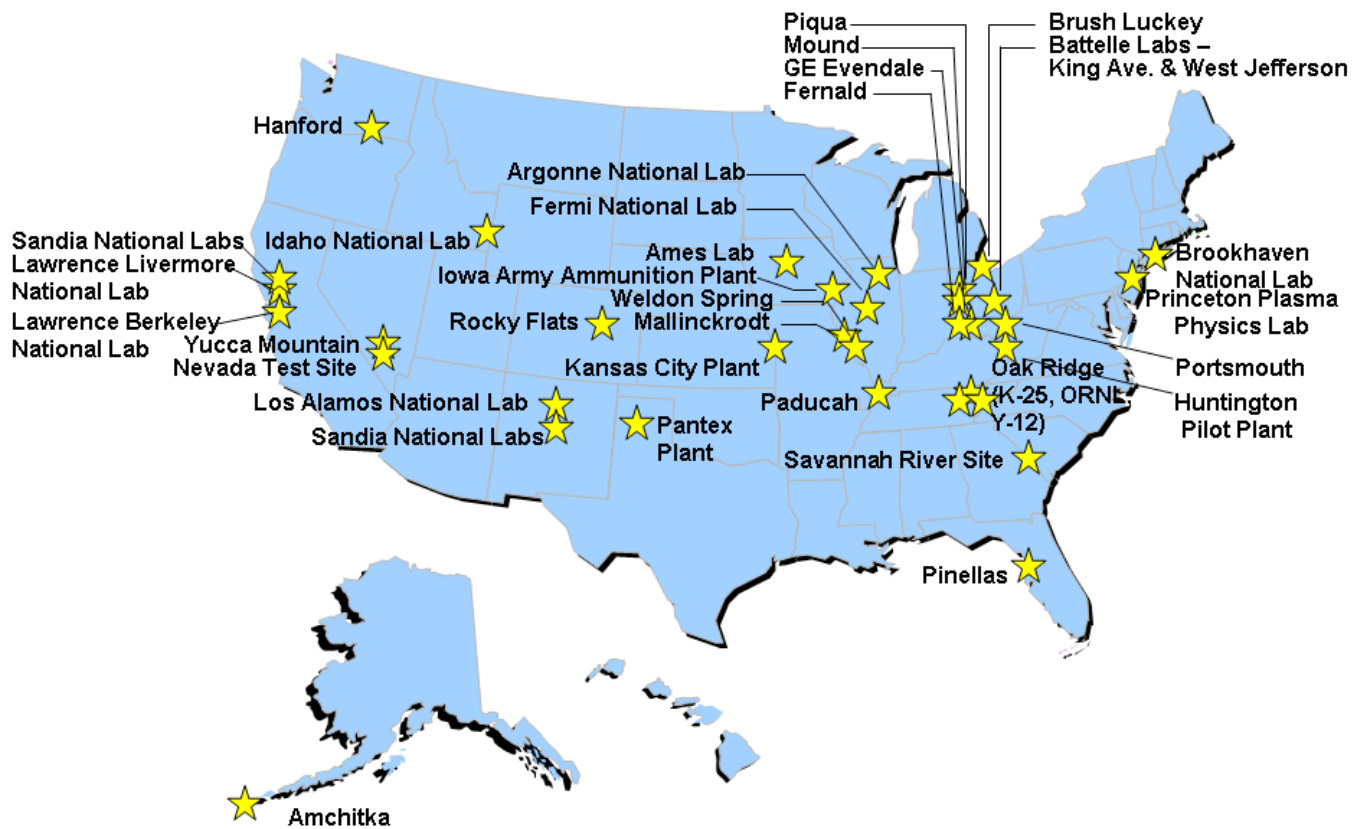 Piqua
Mound
GE Evendale
Fernald
Brush Luckey
Battelle Labs –
King Ave. & West Jefferson
Hanford
Argonne National Lab
Fermi National Lab
Sandia National Labs
Lawrence Livermore
National Lab
Lawrence Berkeley
National Lab
Idaho National Lab
Ames Lab
Iowa Army Ammunition Plant
Weldon Spring
Mallinckrodt
Rocky Flats
Kansas City Plant
Yucca Mountain
Nevada Test Site
Brookhaven
National Lab
Princeton Plasma
Physics Lab
Portsmouth
Huntington
Pilot Plant
Oak Ridge
(K-25, ORNL,
Y-12)
Paducah
Los Alamos National Lab
Sandia National Labs
Pantex
Plant
Savannah River Site
Pinellas
Amchitka